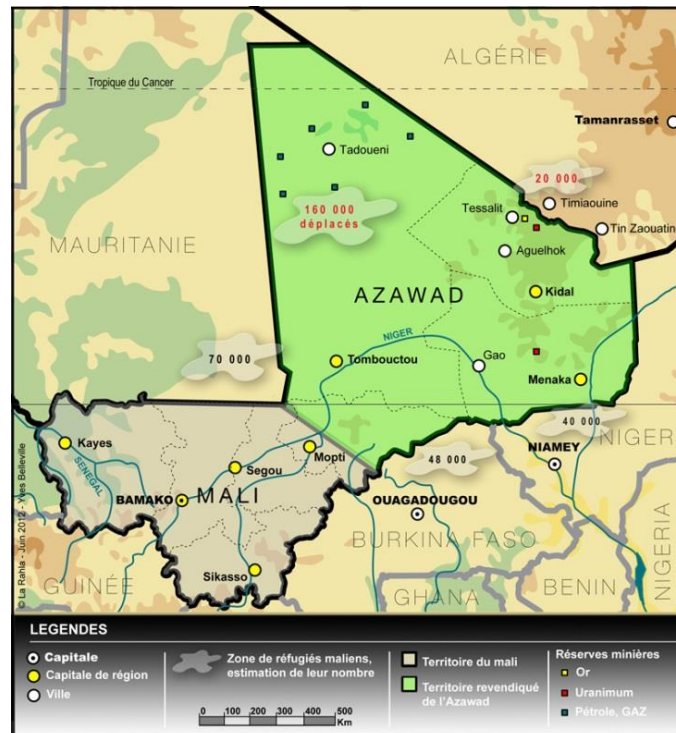 ALGÉRIE
Tropique du Cancer
Tamanrasset
Tadoueni
20 000
160 000
déplacés
Tessalit
Timiaouine
Tin Zaouatine
MAURITANIE
Aguelhok
AZAWAD
Kidal
NIGER
70 000
Tombouctou
Gao
Menaka
Kayes
40 000
NIGER
SENEGAL
Segou
Mopti
48 000
NIAMEY
BAMAKO
MALI
OUAGADOUGOU
BURKINA FASO
Sikasso
GUINÉE
GHANA
BENIN
NIGERIA
© La Rahla - Juin 2012 - Yves Belleville
LEGENDES
Capitale
Capitale de région
Ville
Zone de réfugiés maliens,
estimation de leur nombre
0 100 200 300 400 500
Km
Territoire du mali
Territoire revendiqué
de l'Azawad
Réserves minières
Or
Uranimum
Pétrole, GAZ